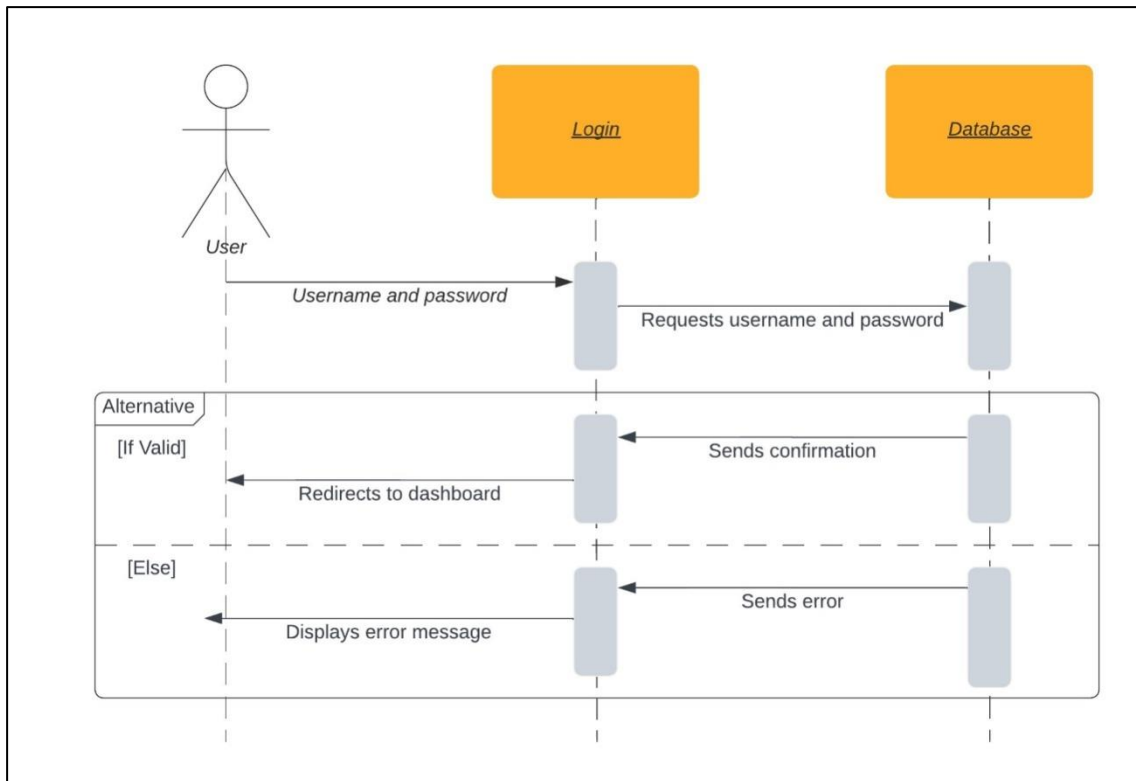 Login
Database
User
Username and password
Requests username and password
Alternative
[If Valid]
Sends confirmation
Redirects to dashboard
[Else]
Sends error
Displays error message